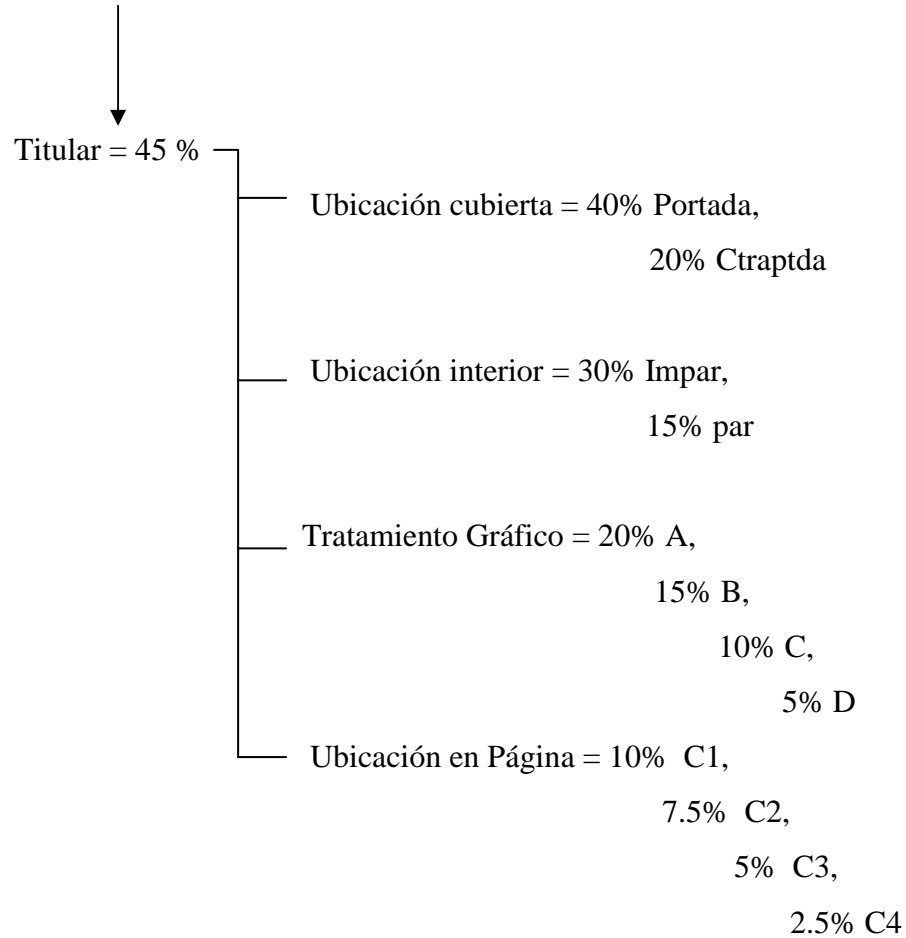 Titular = 45 %
Ubicación cubierta = 40% Portada,
20% Ctraptda
Ubicación interior = 30% Impar,
15% par
Tratamiento Gráfico = 20% A,
15% B,
10% C,
5% D
Ubicación en Página = 10% C1,
7.5% C2,
5% C3,
2.5% C4